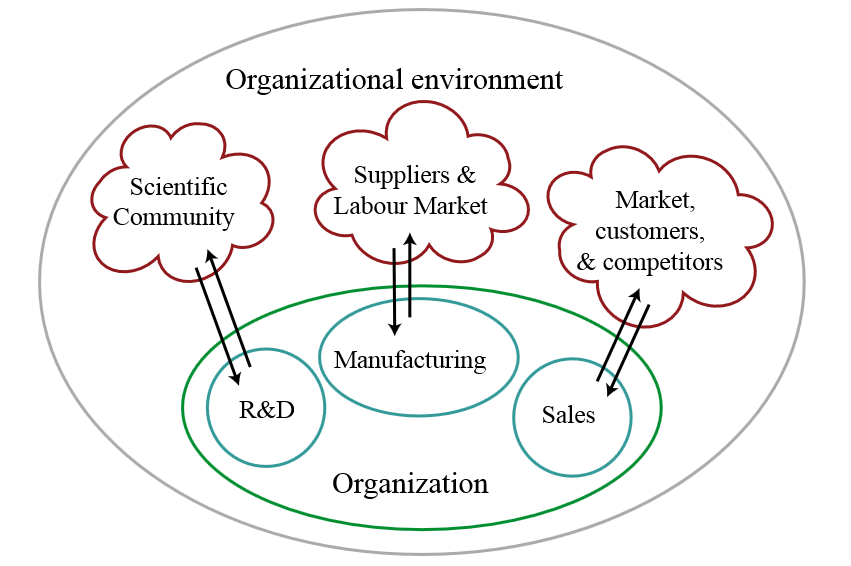 Organizational environment
Scientific
Community
Suppliers &
Labour Market
Market,
customers,
& competitors
R&D
Manufacturing
Sales
Organization